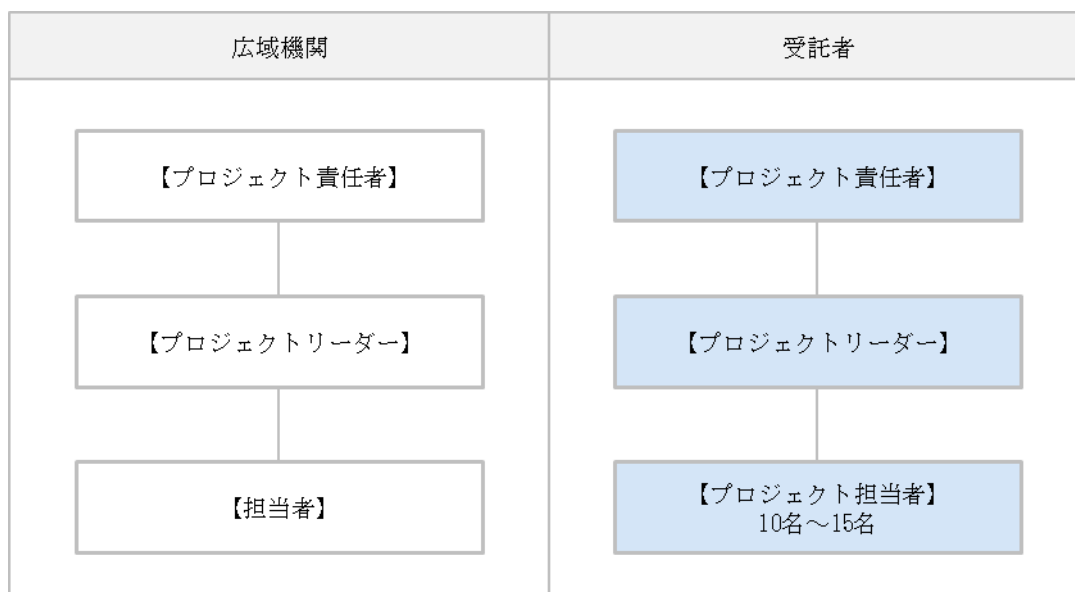 広域機関
受託者
【プロジェクト責任者】
【プロジェクト責任者】
【プロジェクトリーダー】
【プロジェクトリーダー】
【担当者】
【プロジェクト担当者】
10名～15名